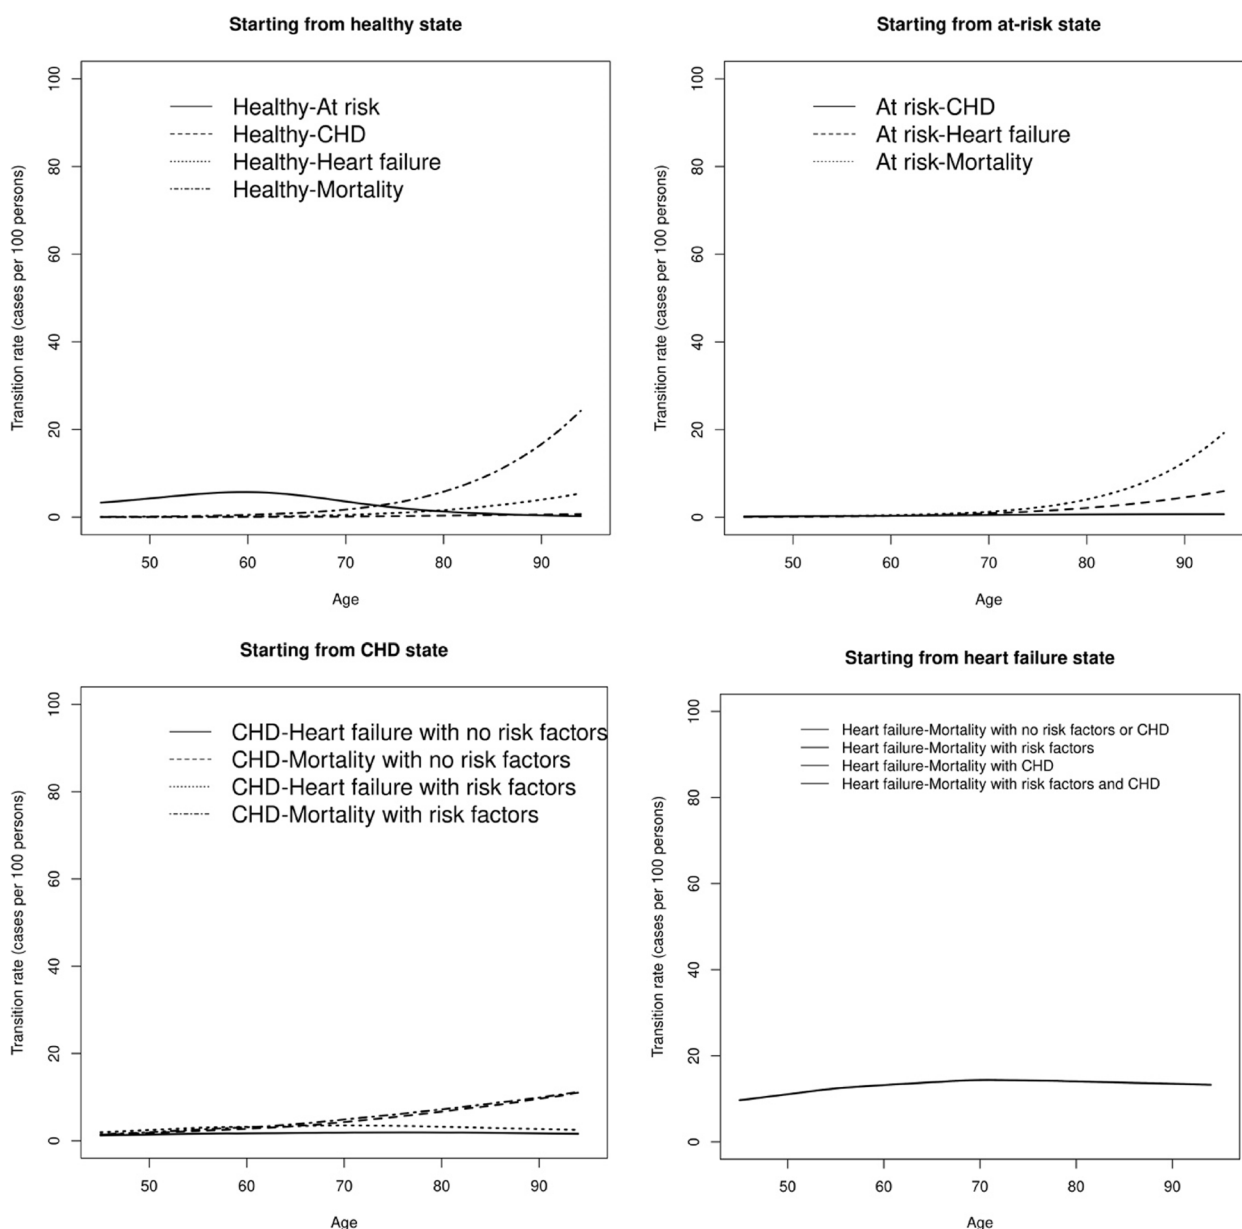 Starting from healthy state
Transition rate (cases per 100 persons)
100
80
60
40
20
0
Healthy-At risk
Healthy-CHD
Healthy-Heart failure
Healthy-Mortality
50 60 70 80 90
Age
Starting from at-risk state
Transition rate (cases per 100 persons)
100
80
60
40
20
0
At risk-CHD
At risk-Heart failure
At risk-Mortality
50 60 70 80 90
Age
Starting from CHD state
Transition rate (cases per 100 persons)
100
80
60
40
20
0
CHD-Heart failure with no risk factors
CHD-Mortality with no risk factors
CHD-Heart failure with risk factors
CHD-Mortality with risk factors
50 60 70 80 90
Age
Starting from heart failure state
Transition rate (cases per 100 persons)
100
80
60
40
20
0
Heart failure-Mortality with no risk factors or CHD
Heart failure-Mortality with risk factors
Heart failure-Mortality with CHD
Heart failure-Mortality with risk factors and CHD
50 60 70 80 90
Age